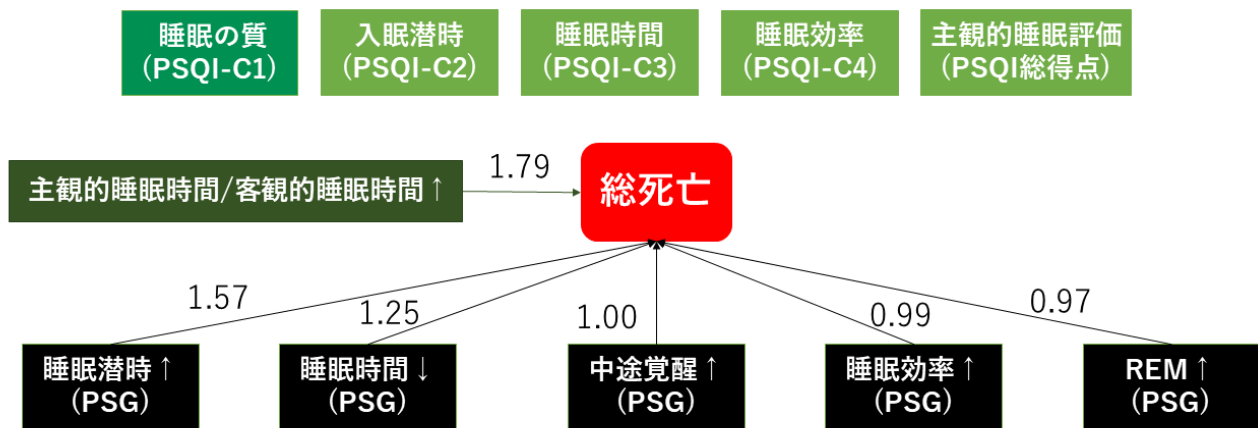 睡眠の質
(PSQI-C1)
入眠潜時
(PSQI-C2)
睡眠時間
(PSQI-C3)
睡眠効率
(PSQI-C4)
主観的睡眠評価
(PSQI総得点)
主観的睡眠時間/客観的睡眠時間↑
1.79
総死亡
1.57
1.25
1.00
0.99
0.97
睡眠潜時↑
(PSG)
睡眠時間↓
(PSG)
中途覚醒↑
(PSG)
睡眠効率↑
(PSG)
REM↑
(PSG)